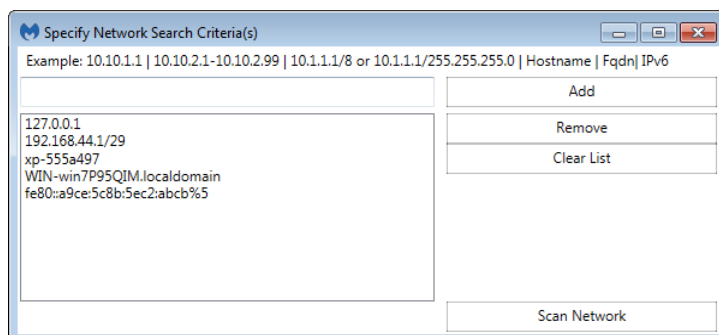 Specify Network Search Criteria(s)
Example: 10.10.1.1 | 10.10.2.1-10.10.2.99 | 10.1.1.1/8 or 10.1.1.1/255.255.255.0 | Hostname | Fqdn| IPv6
Add
127.0.0.1
192.168.44.1/29
xp-555a497
WIN-win7P95QIM.localdomain
fe80::a9ce:5c8b:5ec2:abcb%5
Remove
Clear List
Scan Network